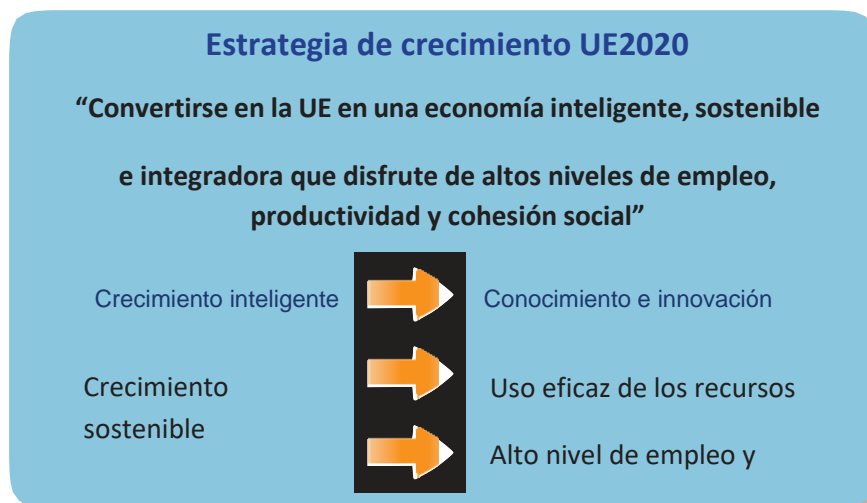 Estrategia de crecimiento UE2020
“Convertirse en la UE en una economía inteligente, sostenible
e integradora que disfrute de altos niveles de empleo,
productividad y cohesión social”
Crecimiento inteligente
Conocimiento e innovación
Crecimiento
sostenible
Uso eficaz de los recursos
Alto nivel de empleo y